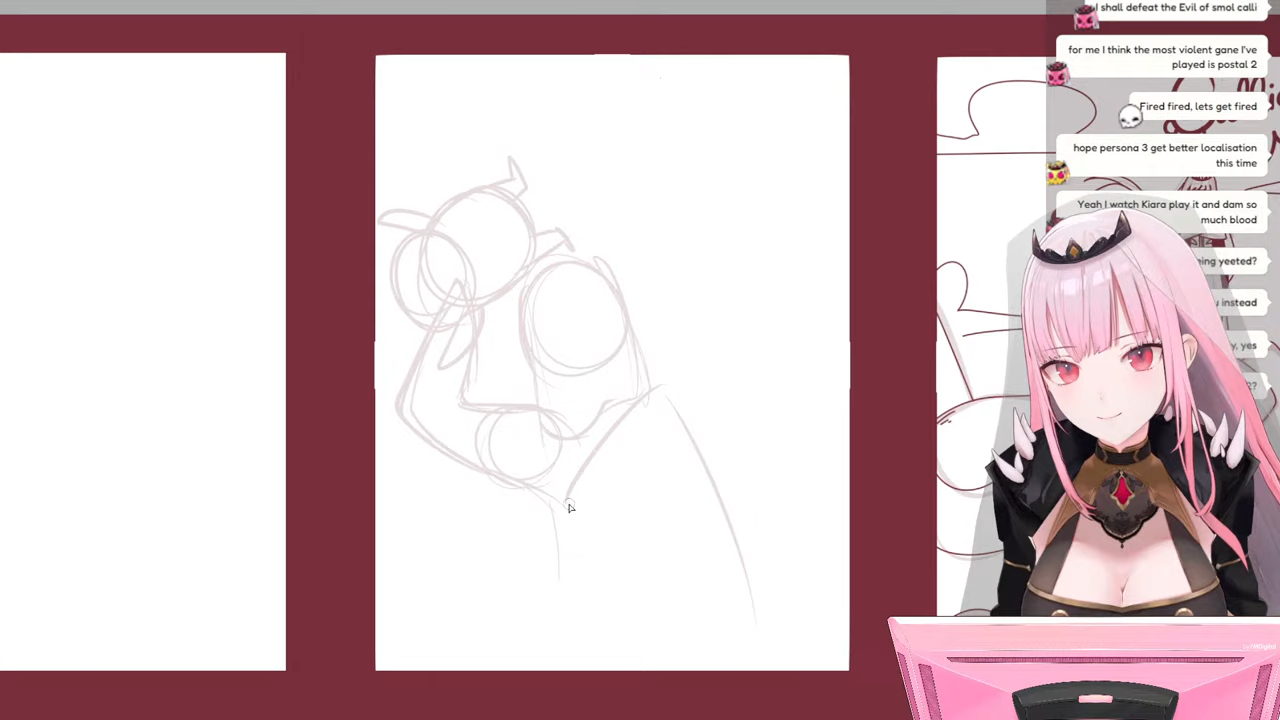 I shall defeat the Evil of smol calli
for me I think the most violent gane I've
played is postal 2
Fired fired, lets get fired
hope persona 3 get better localisation
this time
Yeah I watch Kiara play it and dam so
much blood
yeeted?
instead
yes